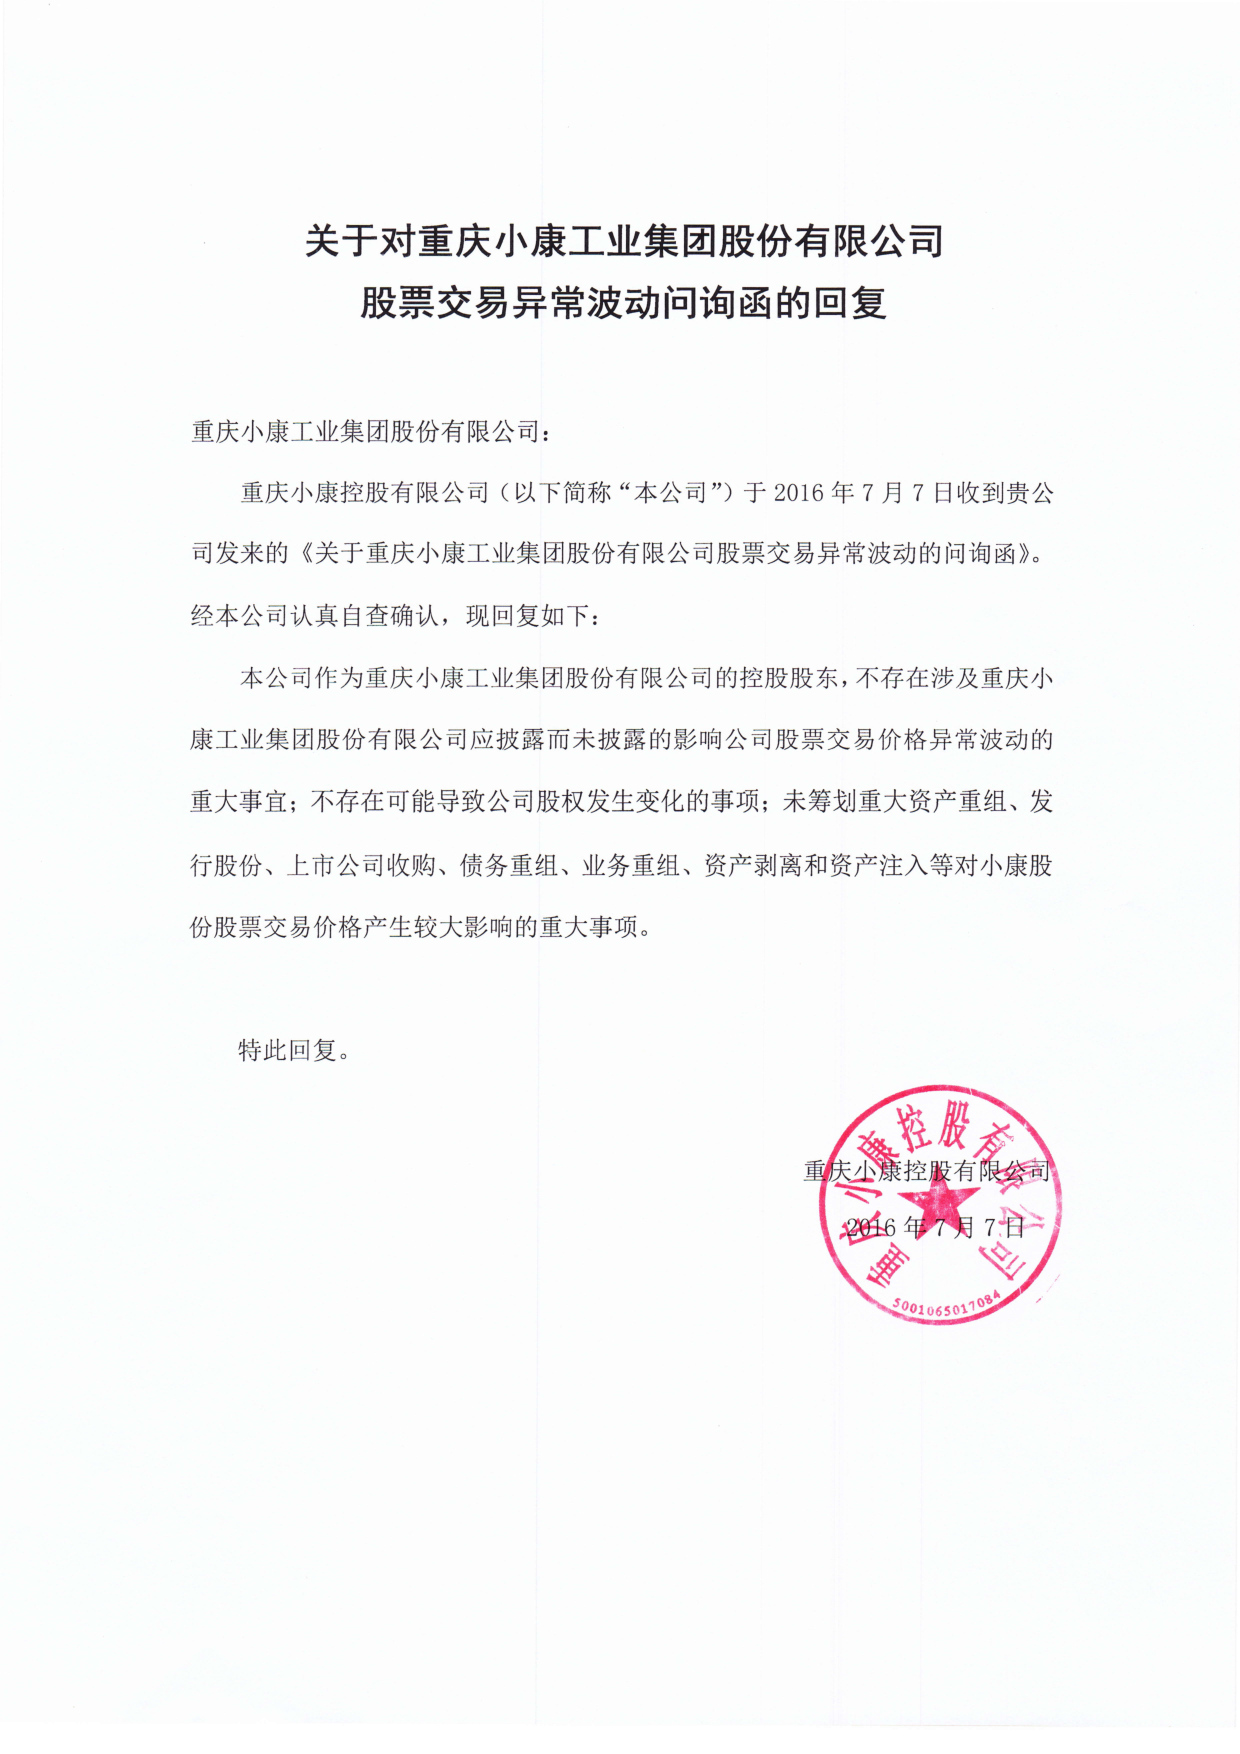 关于对重庆小康工业集团股份有限公司
股票交易异常波动问询函的回复
重庆小康工业集团股份有限公司：
重庆小康控股有限公司（以下简称“本公司”）于 2016 年 7 月 7 日收到贵公
司发来的《关于重庆小康工业集团股份有限公司股票交易异常波动的问询函》。
经本公司认真自查确认，现回复如下：
本公司作为重庆小康工业集团股份有限公司的控股股东，不存在涉及重庆小
康工业集团股份有限公司应披露而未披露的影响公司股票交易价格异常波动的
重大事宜；不存在可能导致公司股权发生变化的事项；未筹划重大资产重组、发
行股份、上市公司收购、债务重组、业务重组、资产剥离和资产注入等对小康股
份股票交易价格产生较大影响的重大事项。
特此回复。
重庆小康控股有限公司
2016 年 7 月 7 日
重庆小康控股有限公司
5001065017084